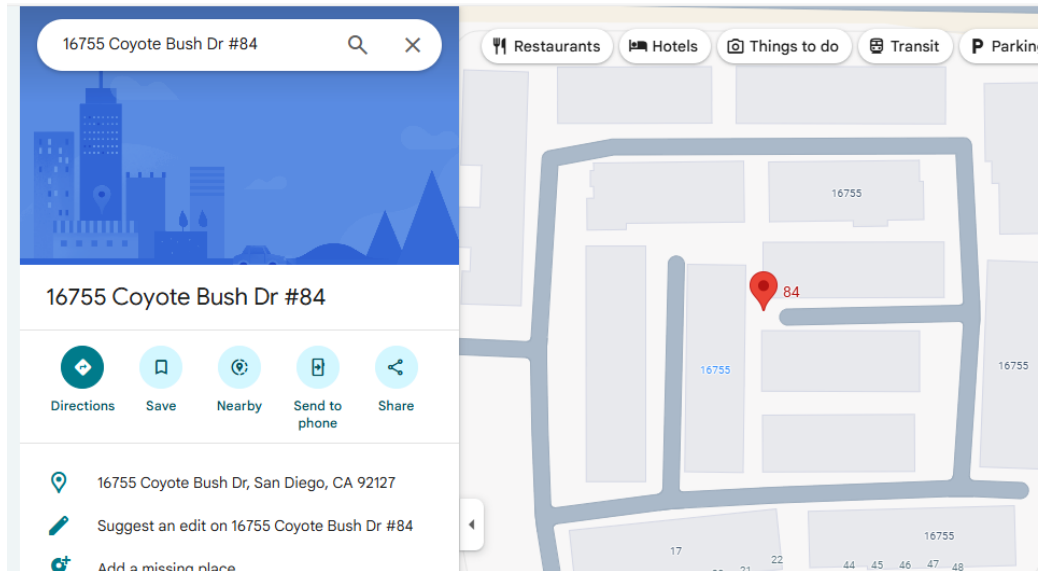 16755 Coyote Bush Dr #84
Restaurants
Hotels
Things to do
Transit
P Parkin
16755 Coyote Bush Dr #84
Directions
Save
Nearby
Send to
phone
Share
16755 Coyote Bush Dr, San Diego, CA 92127
Suggest an edit on 16755 Coyote Bush Dr #84
Add a missing place
16755
84
16755
16755
16755
17
21
22
44
45
46
47
48